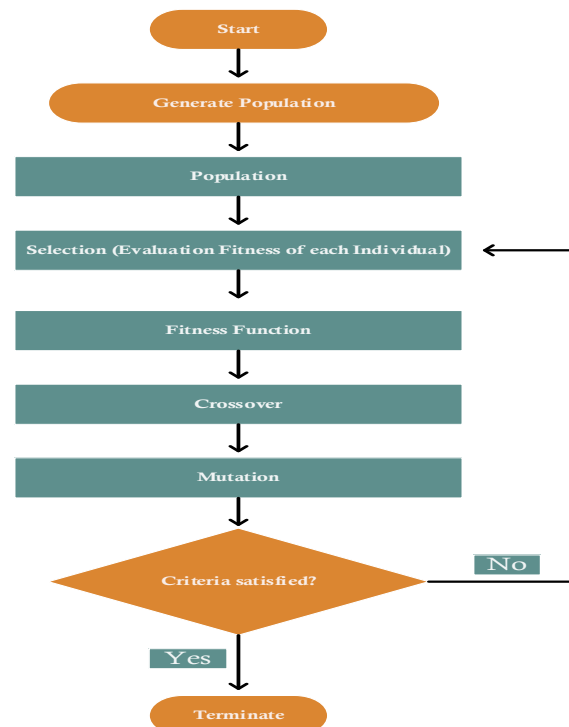 Start
Generate Population
Population
Selection (Evaluation Fitness of each Individual)
Fitness Function
Crossover
Mutation
Criteria satisfied?
No
Yes
Terminate